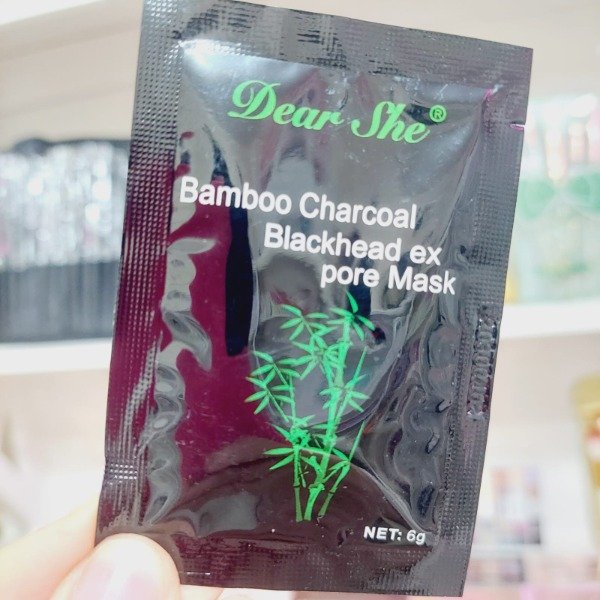 Dear She®
Bamboo Charcoal
Blackhead ex
pore Mask
NET: 6g